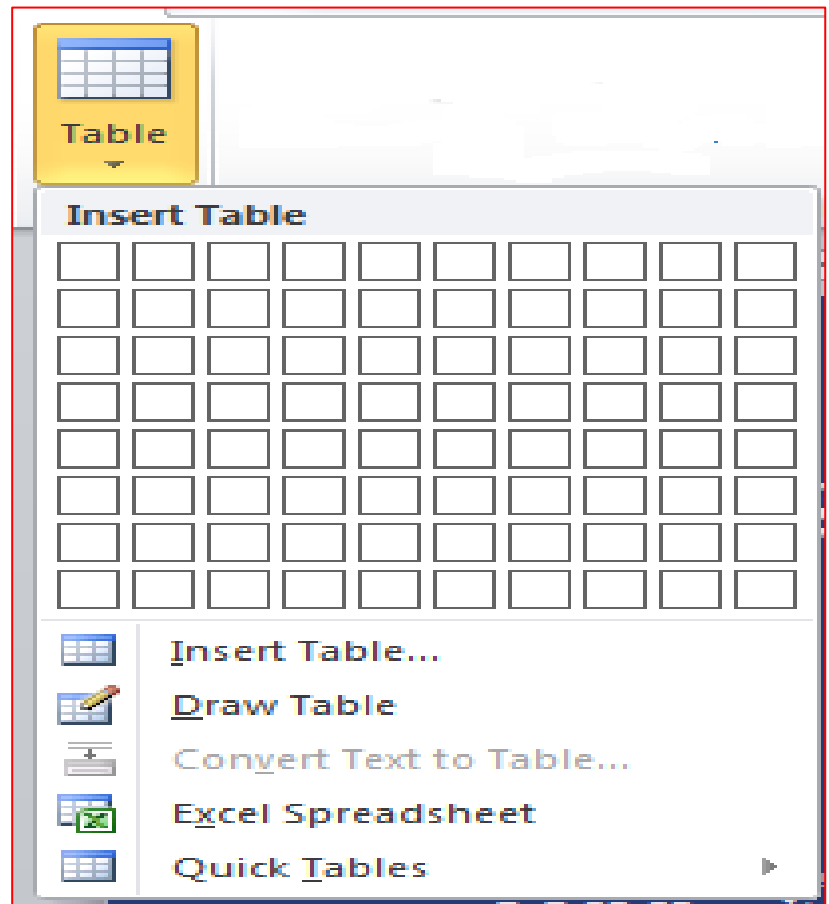 Table
Insert Table
Insert Table...
Draw Table
Convert Text to Table...
Excel Spreadsheet
Quick Tables